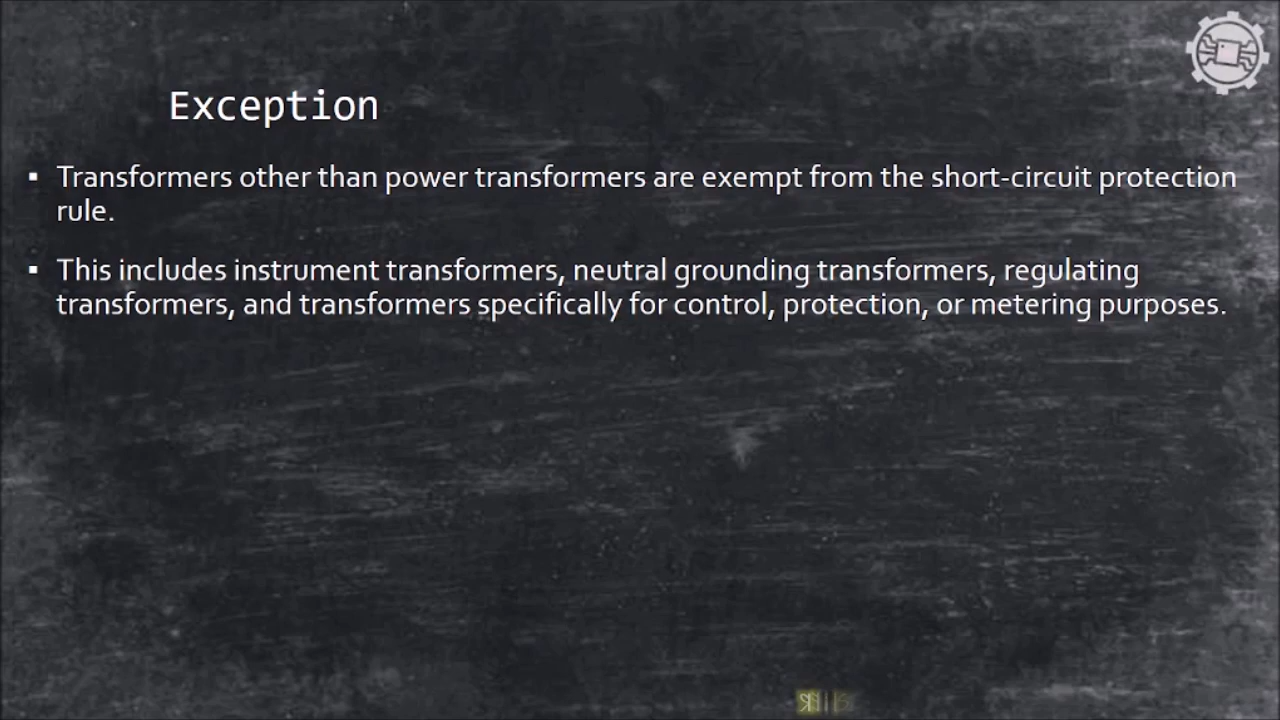 Exception
▪ Transformers other than power transformers are exempt from the short-circuit protection
rule.
▪ This includes instrument transformers, neutral grounding transformers, regulating
transformers, and transformers specifically for control, protection, or metering purposes.